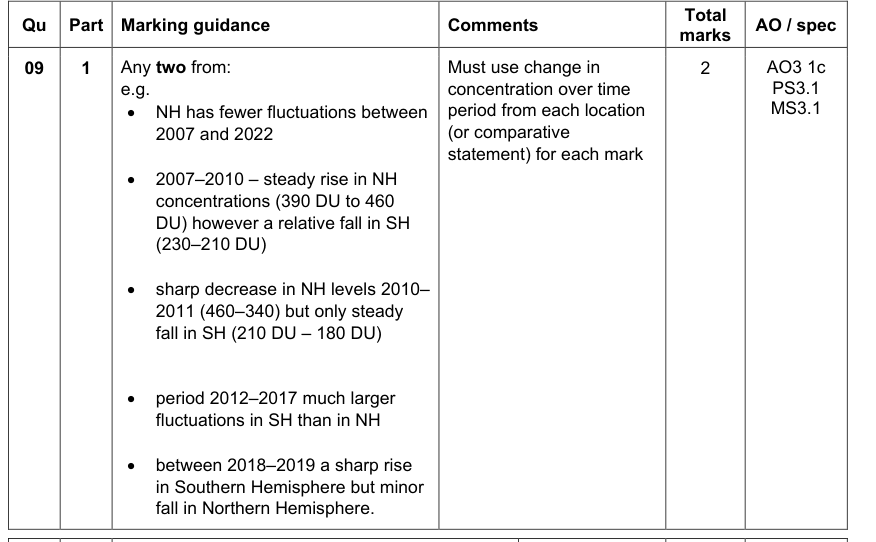 Qu
Part
Marking guidance
Comments
Total
marks
AO / spec
09
1
Any two from:
e.g.
• NH has fewer fluctuations between
2007 and 2022
• 2007–2010 – steady rise in NH
concentrations (390 DU to 460
DU) however a relative fall in SH
(230–210 DU)
• sharp decrease in NH levels 2010–
2011 (460–340) but only steady
fall in SH (210 DU – 180 DU)
• period 2012–2017 much larger
fluctuations in SH than in NH
• between 2018–2019 a sharp rise
in Southern Hemisphere but minor
fall in Northern Hemisphere.
Must use change in
concentration over time
period from each location
(or comparative
statement) for each mark
2
AO3 1c
PS3.1
MS3.1